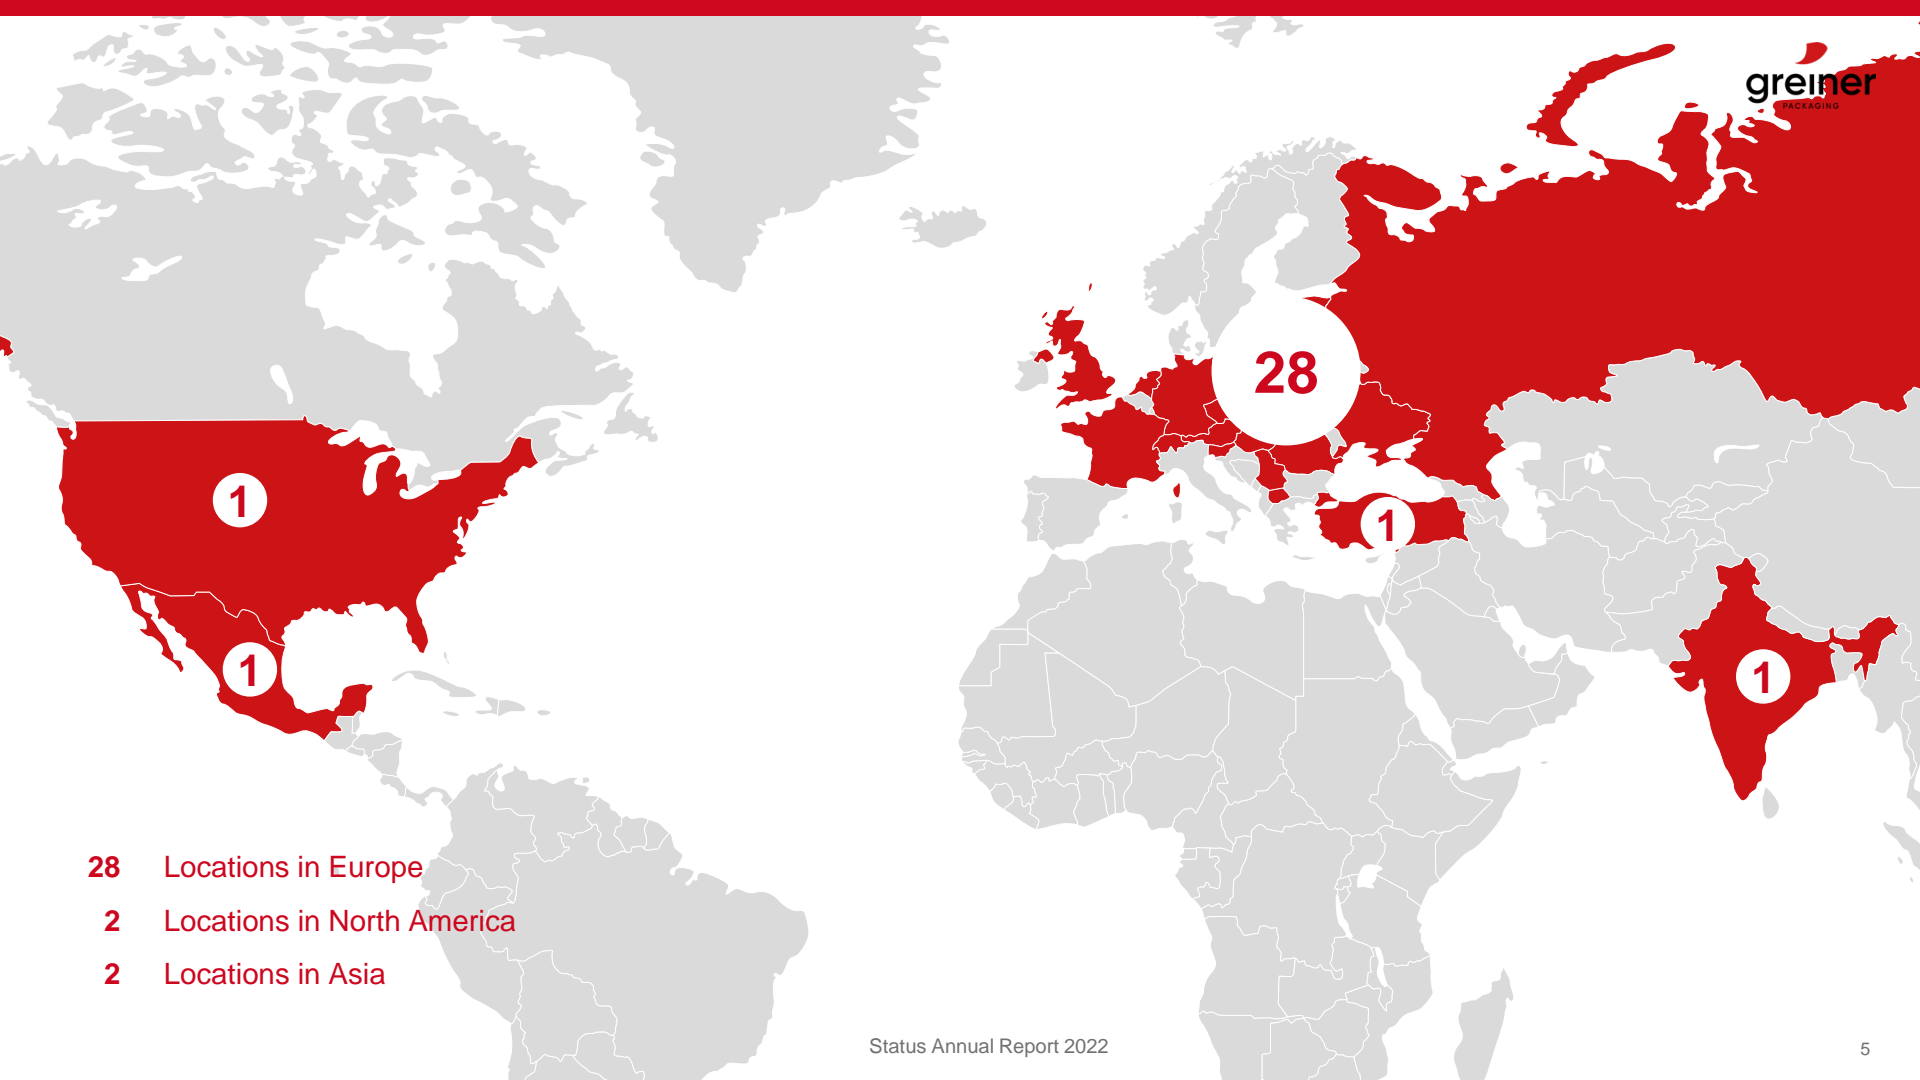 greiner
PACKAGING
28
1
1
1
1
28 Locations in Europe
2 Locations in North America
2 Locations in Asia
Status Annual Report 2022
5